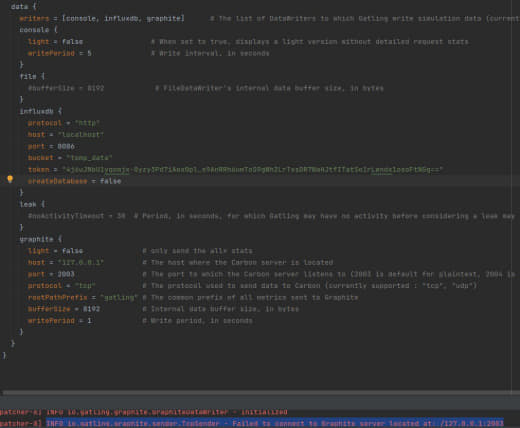 data {
writers = [console, influxdb, graphite] # The list of DataWriters to which Gatling write simulation data (current
console {
light = false # When set to true, displays a light version without detailed request stats
writePeriod = 5 # Write interval, in seconds
}
file {
#bufferSize = 8192 # FileDataWriter's internal data buffer size, in bytes
}
influxdb {
protocol = "http"
host = "localhost"
port = 8086
bucket = "temp_data"
token =
createDatabase = false
}
leak {
#noActivityTimeout = 30 # Period, in seconds, for which Gatling may have no activity before considering a leak may
}
graphite {
light = false # only send the all* stats
host = "127.0.0.1" # The host where the Carbon server is located
port = 2003 # The port to which the Carbon server listens to (2003 is default for plaintext, 2004 is
protocol = "tcp" # The protocol used to send data to Carbon (currently supported : "tcp", "udp")
rootPathPrefix = "gatling" # The common prefix of all metrics sent to Graphite
bufferSize = 8192 # Internal data buffer size, in bytes
writePeriod = 1 # Write period, in seconds
}
}
}
patcher-6] INFO io.gatling.graphite.GraphiteDataWriter - Initialized
patcher-8] INFO io.gatling.graphite.sender.TcpSender - Failed to connect to Graphite server located at: /127.0.0.1:2003